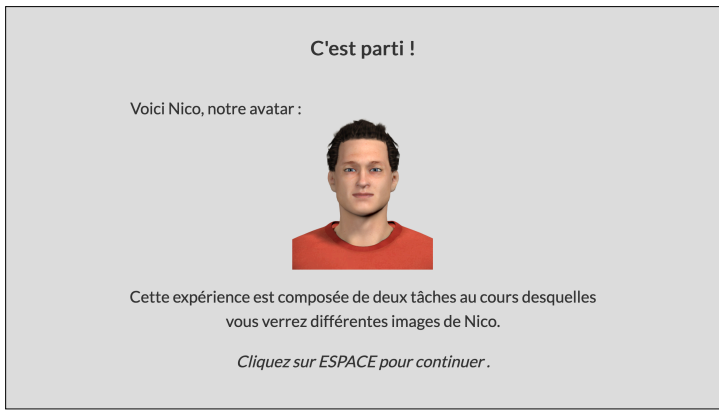 C'est parti !
Voici Nico, notre avatar :
Cette expérience est composée de deux tâches au cours desquelles
vous verrez différentes images de Nico.
Cliquez sur ESPACE pour continuer .